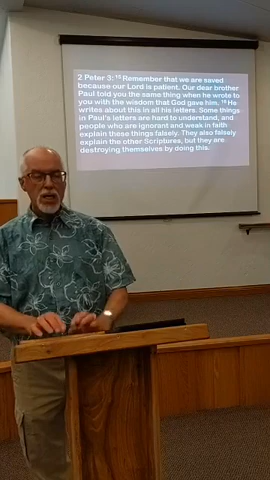 2 Peter 3: 15 Remember that we are saved
because our Lord is patient. Our dear brother
Paul told you the same thing when he wrote to
you with the wisdom that God gave him. 16 He
writes about this in all his letters. Some things
in Paul's letters are hard to understand, and
people who are ignorant and weak in faith
explain these things falsely. They also falsely
explain the other Scriptures, but they are
destroying themselves by doing this.